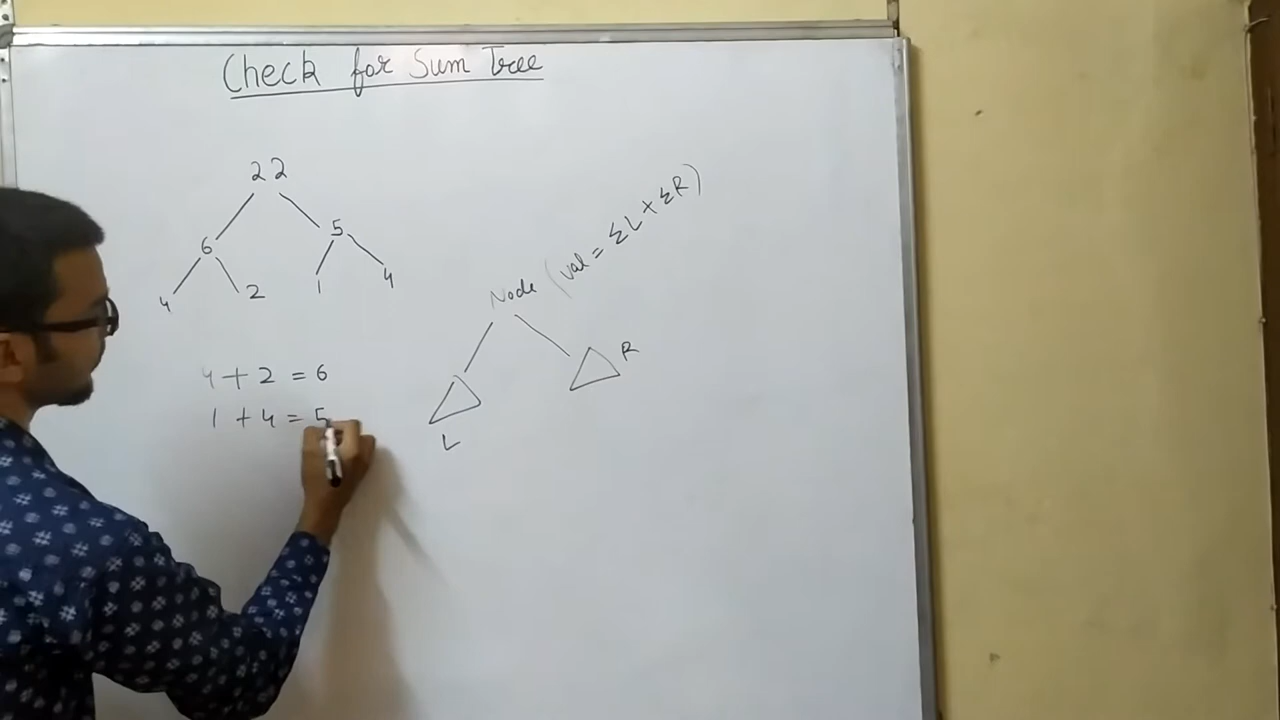 Check for Sum Tree
22
6 5
4 2 1 4
Node (val = ΣL + ΣR)
R
L
4 + 2 = 6
1 + 4 = 5